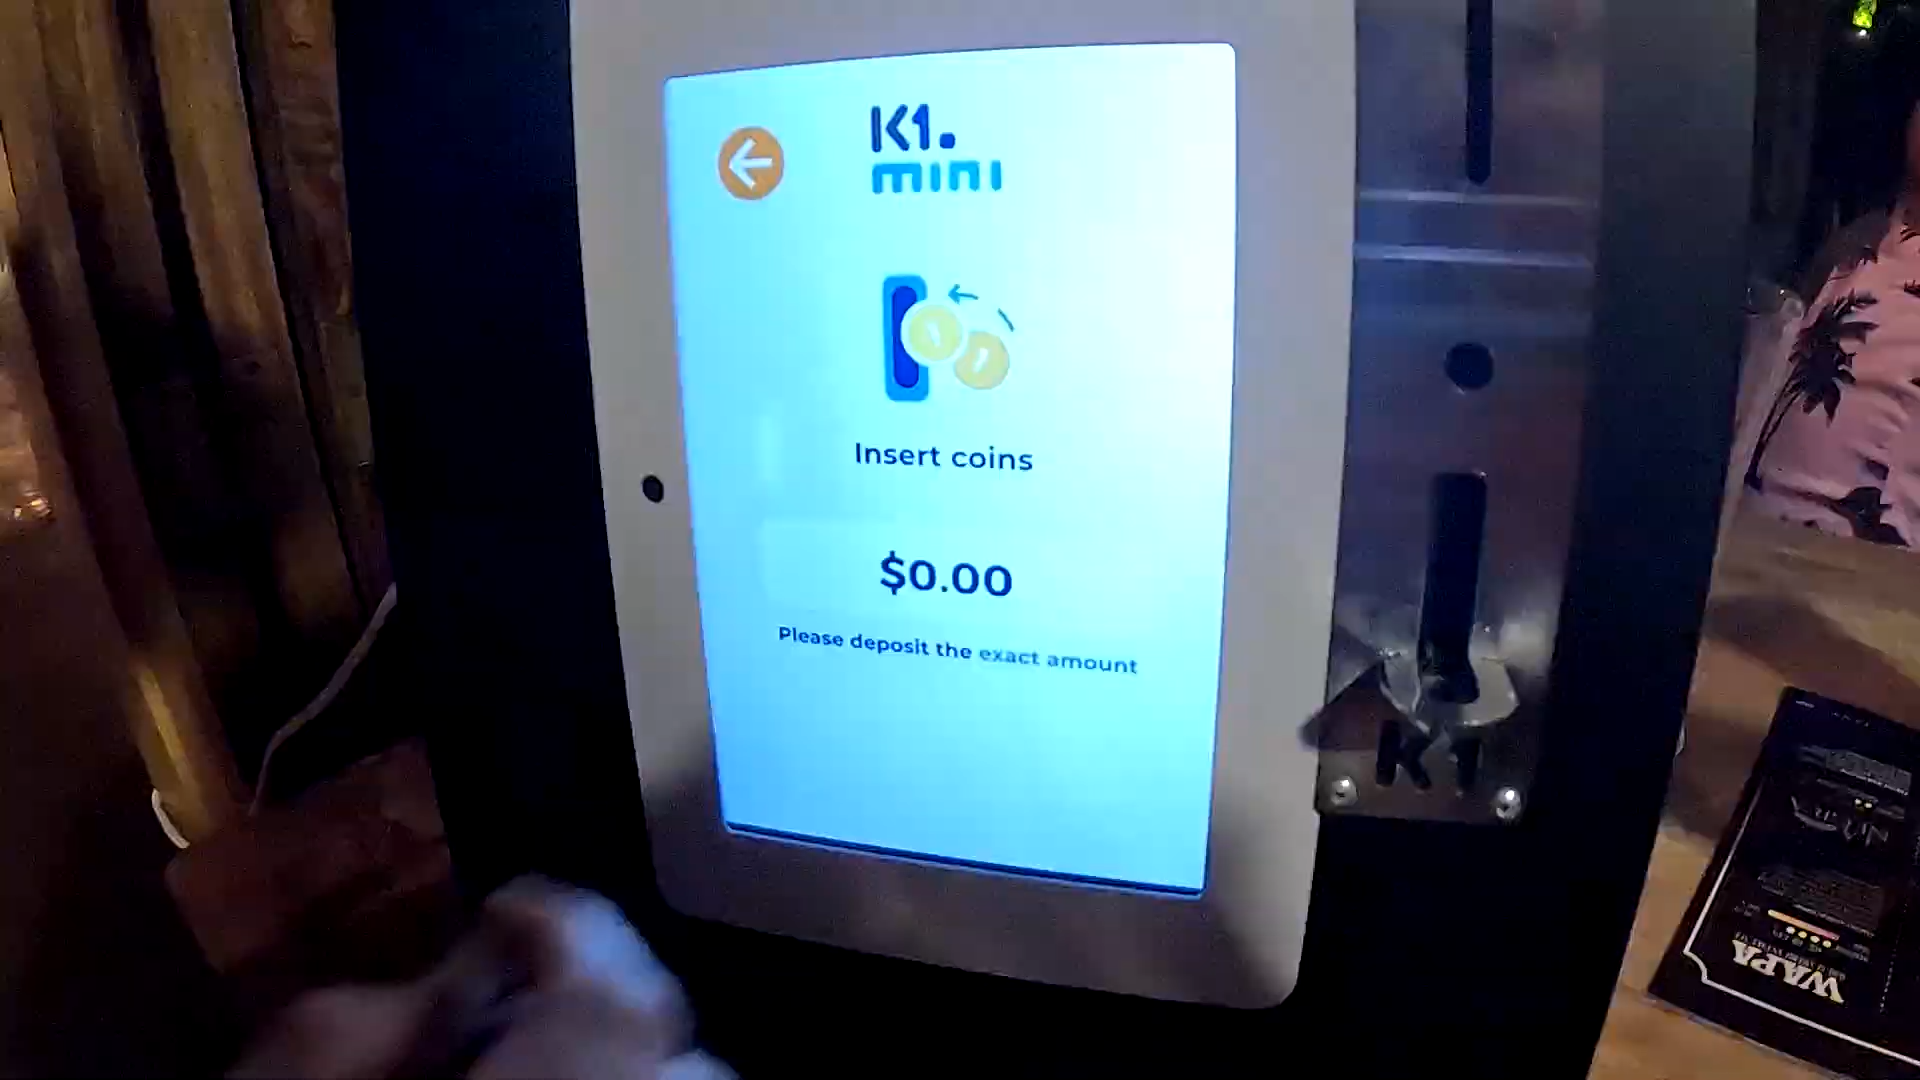 K1.
mini
Insert coins
$0.00
Please deposit the exact amount
K1
WAPA